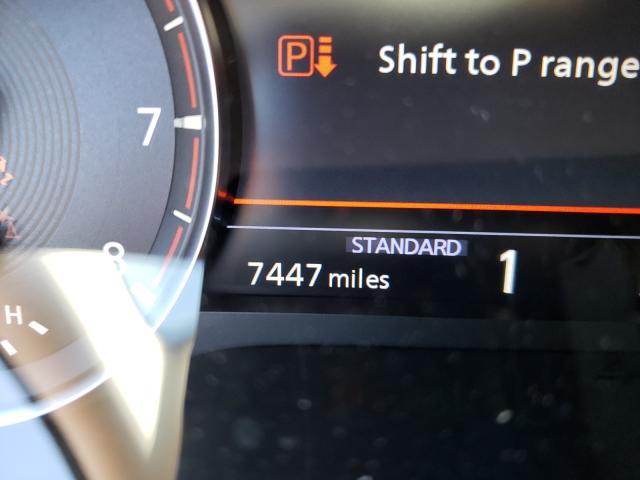 P Shift to P range
7
STANDARD
8
7447 miles 1
H